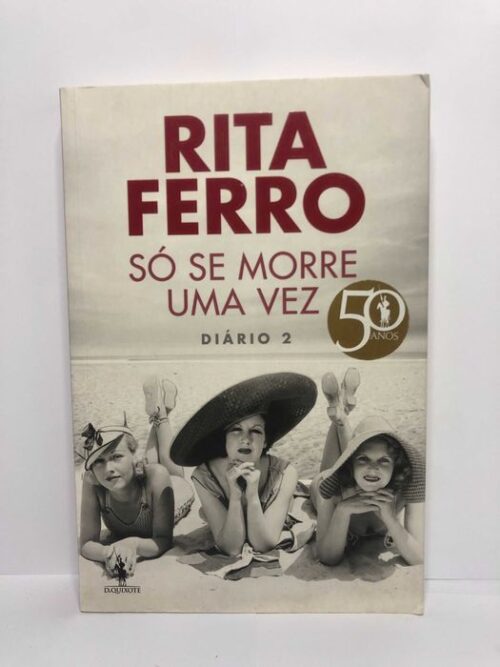 RITA
FERRO
SÓ SE MORRE
UMA VEZ
DIÁRIO 2
50
ANOS
D.QUIXOTE